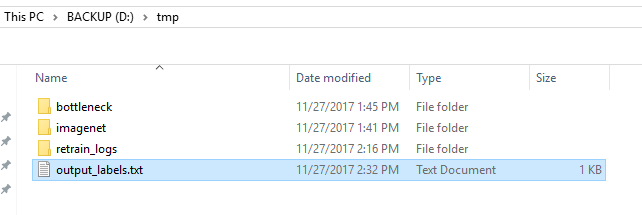 This PC > BACKUP (D:) > tmp
Name Date modified Type Size
bottleneck 11/27/2017 1:45 PM File folder
imagenet 11/27/2017 1:41 PM File folder
retrain_logs 11/27/2017 2:16 PM File folder
output_labels.txt 11/27/2017 2:32 PM Text Document 1 KB